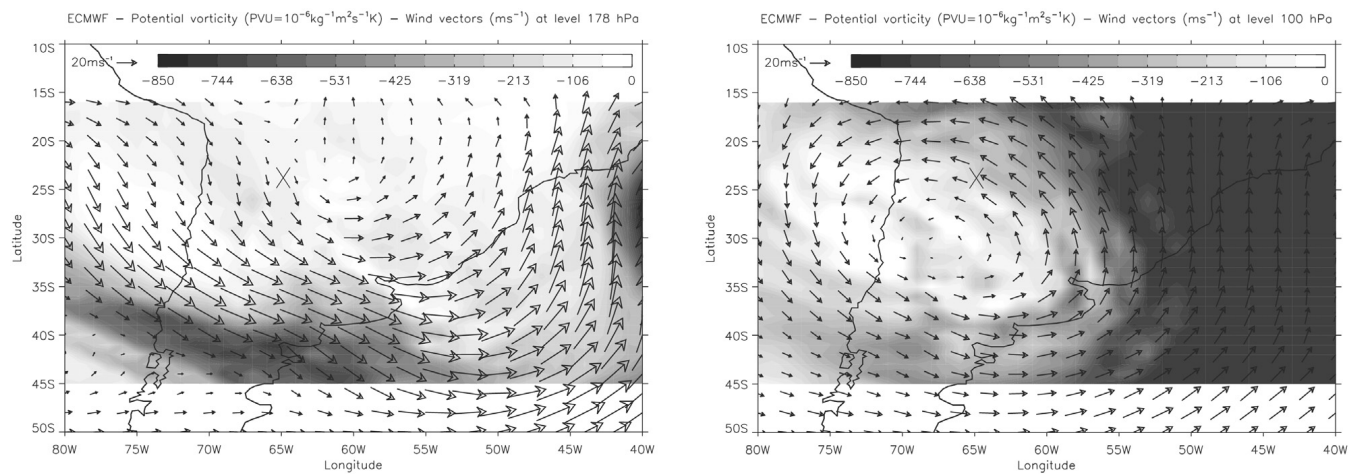 ECMWF – Potential vorticity (PVU=10⁻⁶kg⁻¹m²s⁻¹K) – Wind vectors (ms⁻¹) at level 178 hPa
10S
20ms⁻¹
-850 -744 -638 -531 -425 -319 -213 -106 0
15S
20S
25S
30S
35S
40S
45S
50S
Latitude
80W 75W 70W 65W 60W 55W 50W 45W 40W
Longitude
ECMWF – Potential vorticity (PVU=10⁻⁶kg⁻¹m²s⁻¹K) – Wind vectors (ms⁻¹) at level 100 hPa
10S
20ms⁻¹
-850 -744 -638 -531 -425 -319 -213 -106 0
15S
20S
25S
30S
35S
40S
45S
50S
Latitude
80W 75W 70W 65W 60W 55W 50W 45W 40W
Longitude